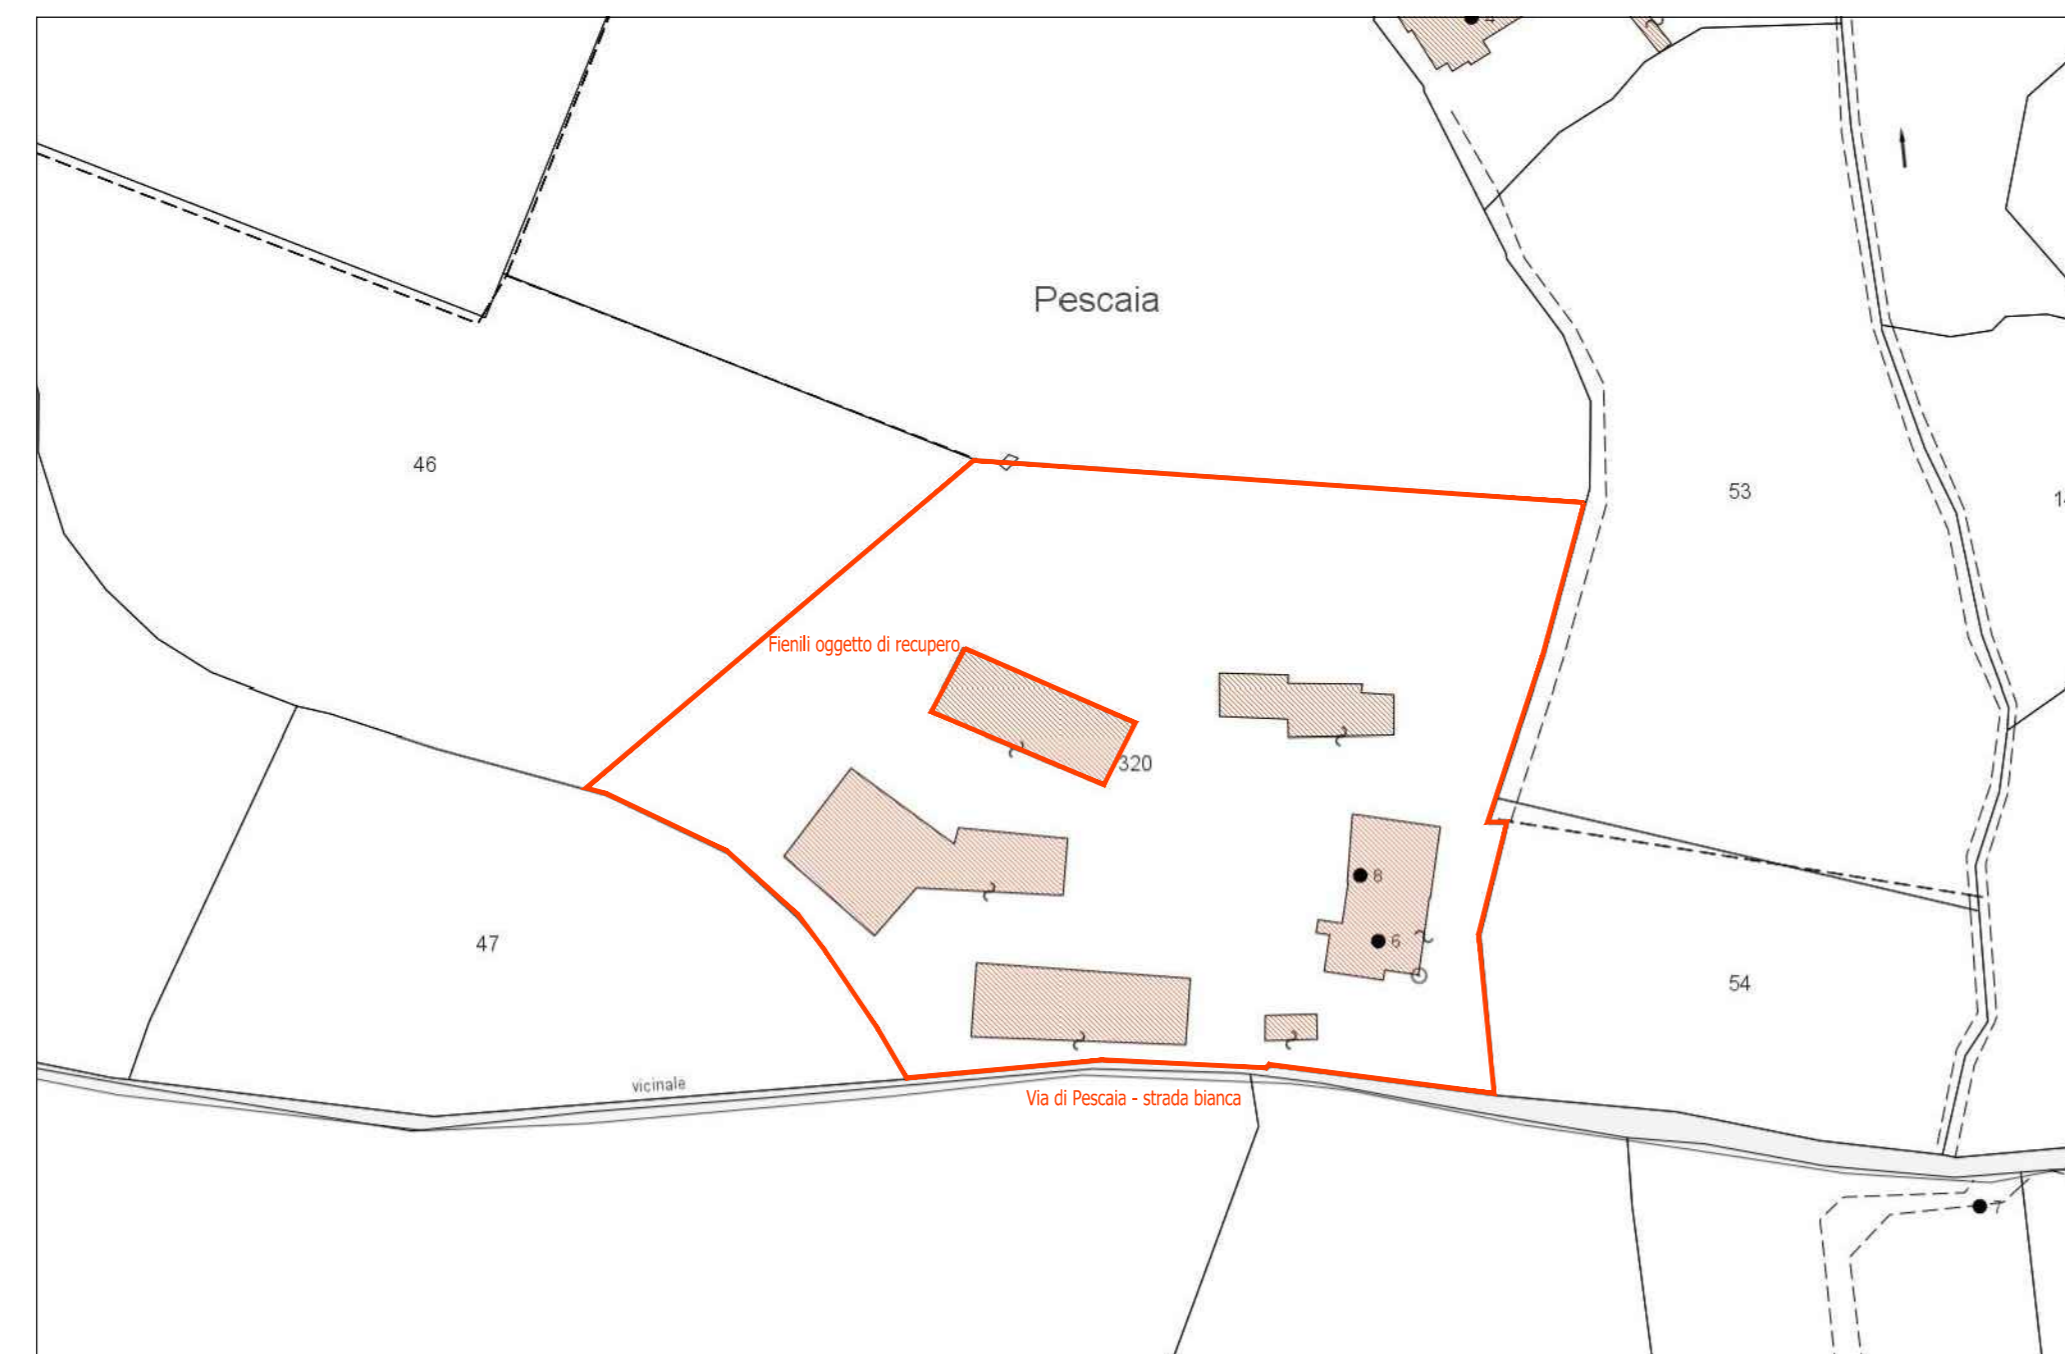 4
Pescaia
46
53
Fienili oggetto di recupero
320
8
6
47
54
vicinale
Via di Pescaia - strada bianca
7